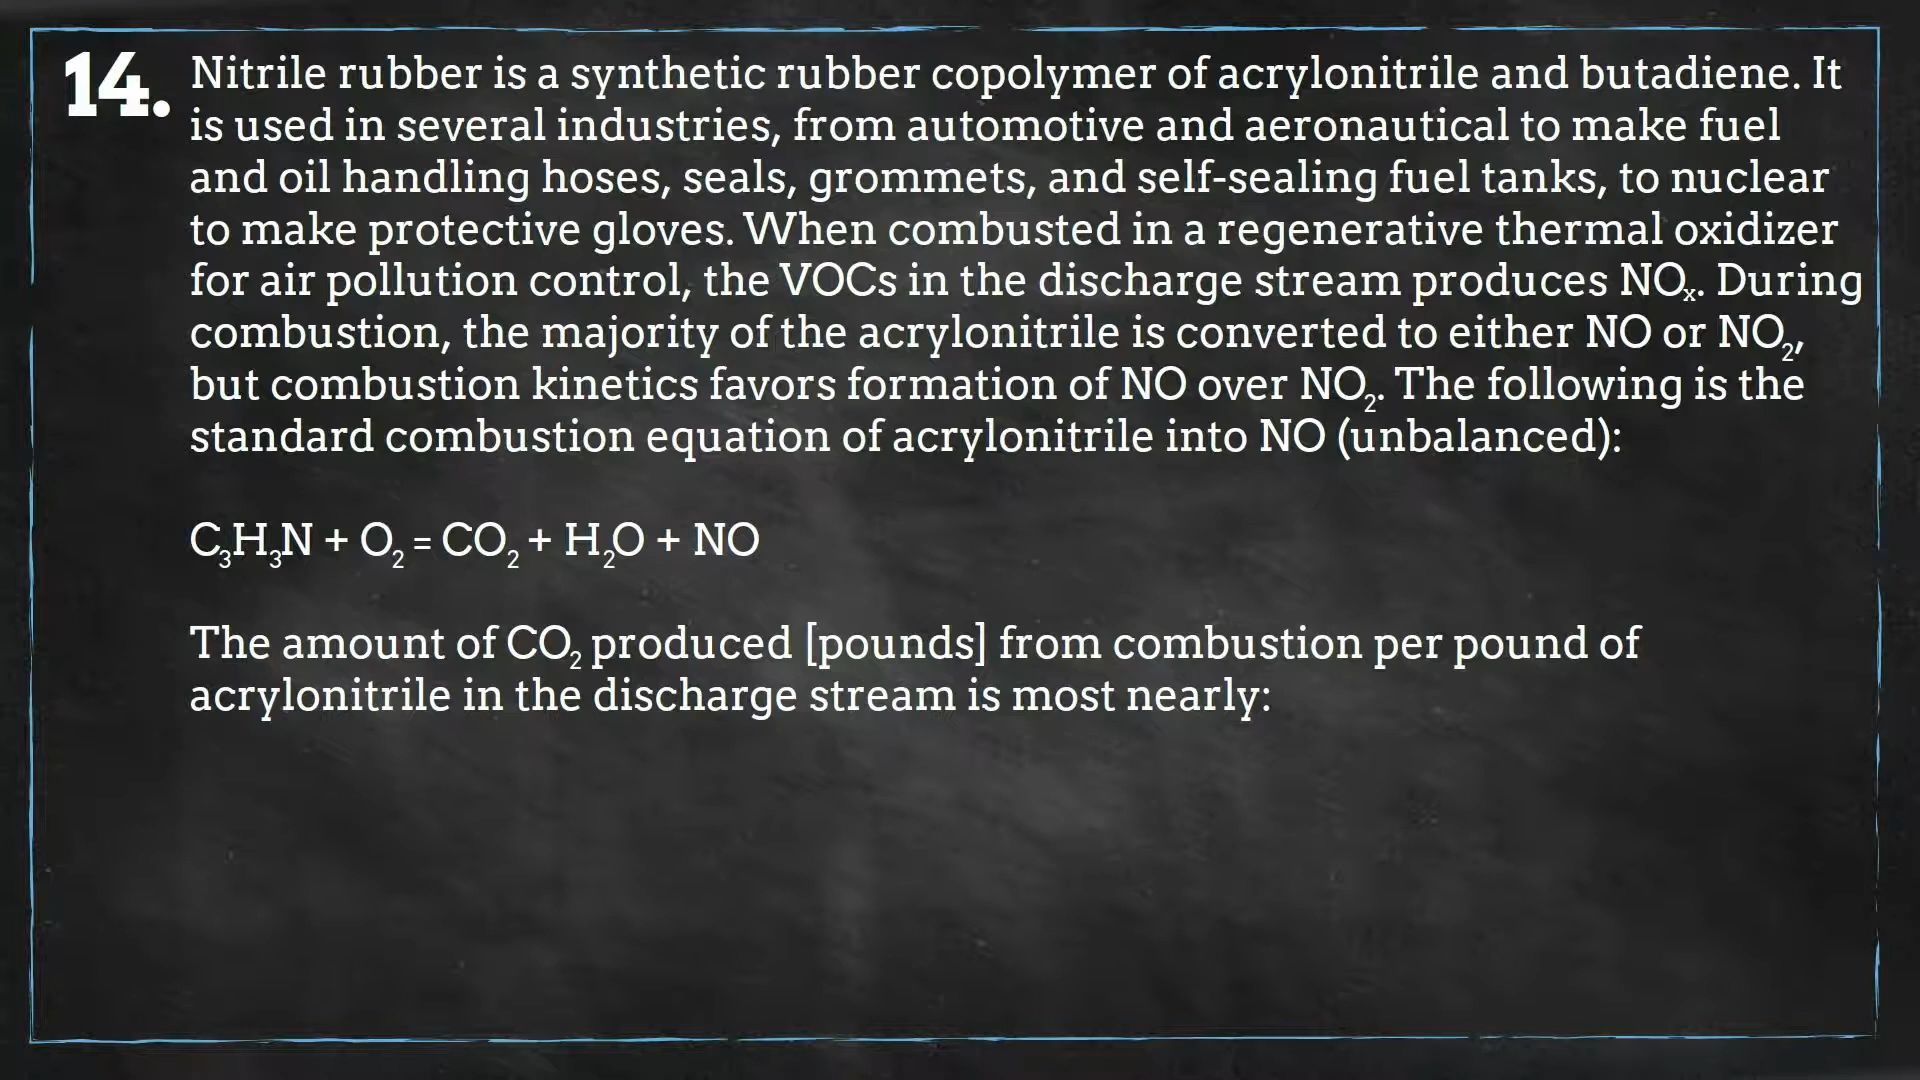 14. Nitrile rubber is a synthetic rubber copolymer of acrylonitrile and butadiene. It
is used in several industries, from automotive and aeronautical to make fuel
and oil handling hoses, seals, grommets, and self-sealing fuel tanks, to nuclear
to make protective gloves. When combusted in a regenerative thermal oxidizer
for air pollution control, the VOCs in the discharge stream produces NOₓ. During
combustion, the majority of the acrylonitrile is converted to either NO or NO₂,
but combustion kinetics favors formation of NO over NO₂. The following is the
standard combustion equation of acrylonitrile into NO (unbalanced):
C₃H₃N + O₂ = CO₂ + H₂O + NO
The amount of CO₂ produced [pounds] from combustion per pound of
acrylonitrile in the discharge stream is most nearly: